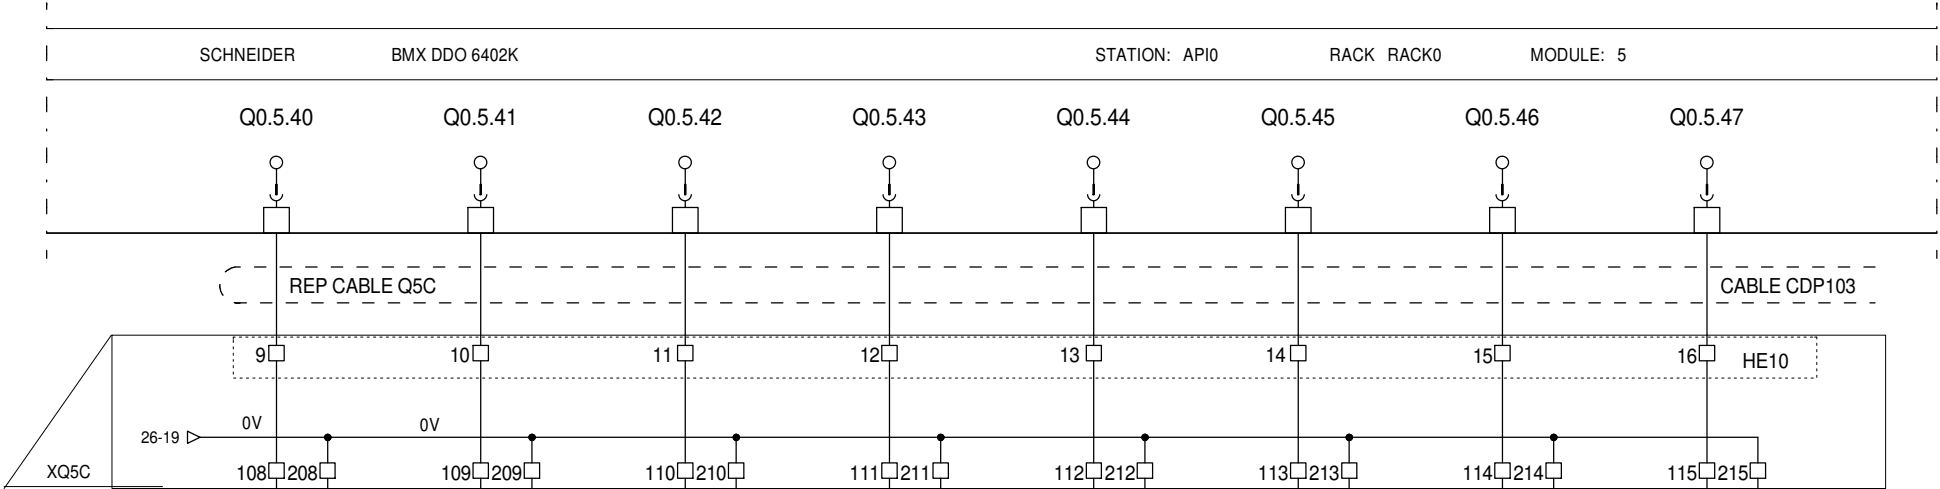 SCHNEIDER BMX DDO 6402K STATION: API0 RACK RACK0 MODULE: 5
Q0.5.40 Q0.5.41 Q0.5.42 Q0.5.43 Q0.5.44 Q0.5.45 Q0.5.46 Q0.5.47
REP CABLE Q5C CABLE CDP103
9 10 11 12 13 14 15 16 HE10
0V 0V
26-19
XQ5C 108 208 109 209 110 210 111 211 112 212 113 213 114 214 115 215